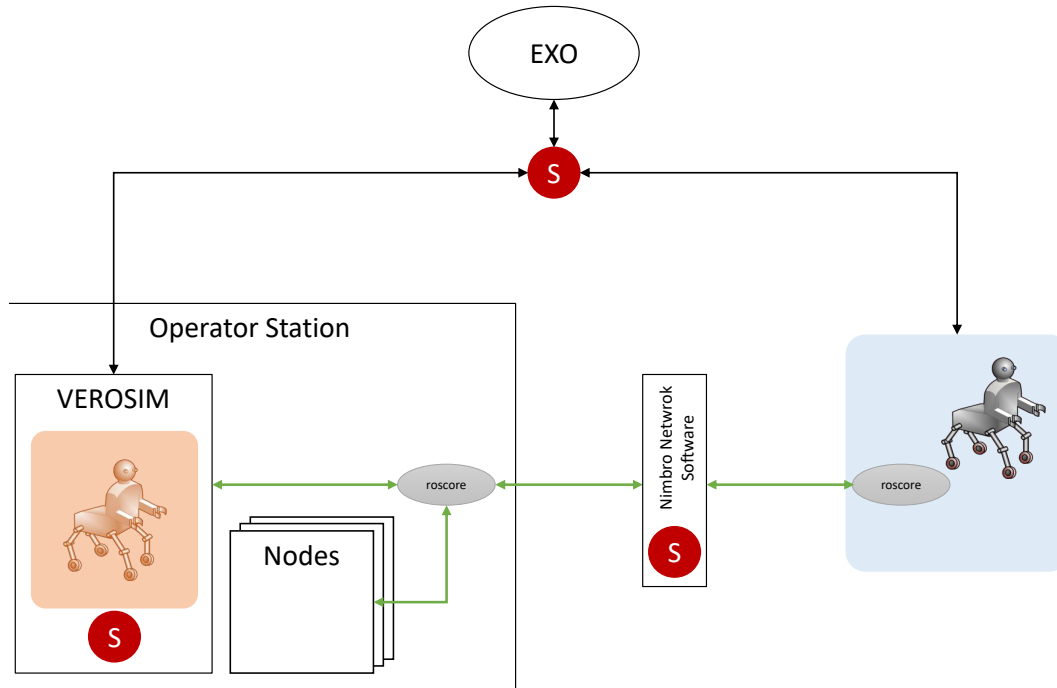 EXO
S
Operator Station
VEROSIM
S
Nodes
roscore
Nimbro Netwrok
Software
S
roscore